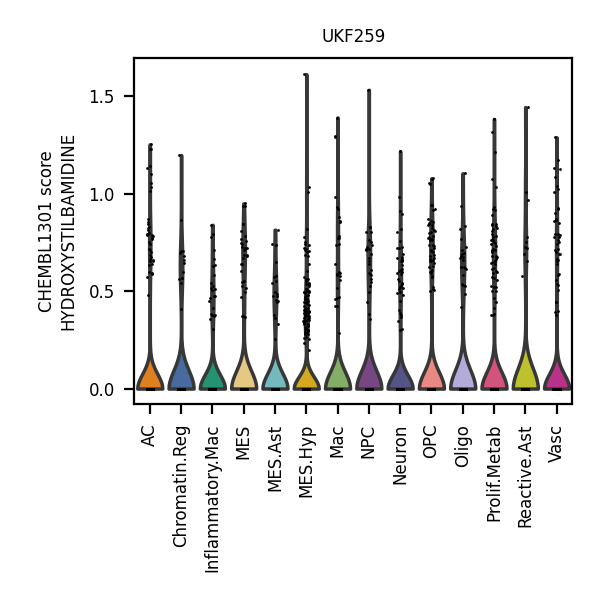 UKF259
CHEMBL1301 score
HYDROXYSTILBAMIDINE
1.5
1.0
0.5
0.0
AC
Chromatin.Reg
Inflammatory.Mac
MES
MES.Ast
MES.Hyp
Mac
NPC
Neuron
OPC
Oligo
Prolif.Metab
Reactive.Ast
Vasc